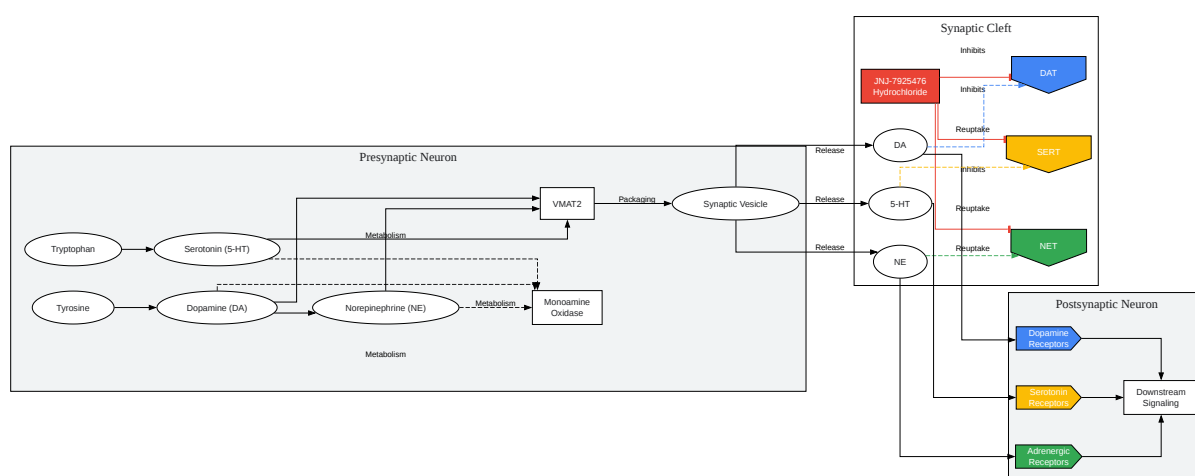 Synaptic Cleft
Inhibits
JNJ-7925476
Hydrochloride
DAT
Inhibits
Reuptake
DA
SERT
Inhibits
5-HT
Reuptake
NE
Reuptake
NET
Presynaptic Neuron
Release
Release
Release
VMAT2
Packaging
Synaptic Vesicle
Tryptophan
Serotonin (5-HT)
Metabolism
Tyrosine
Dopamine (DA)
Norepinephrine (NE)
Metabolism
Monoamine
Oxidase
Metabolism
Postsynaptic Neuron
Dopamine
Receptors
Serotonin
Receptors
Downstream
Signaling
Adrenergic
Receptors